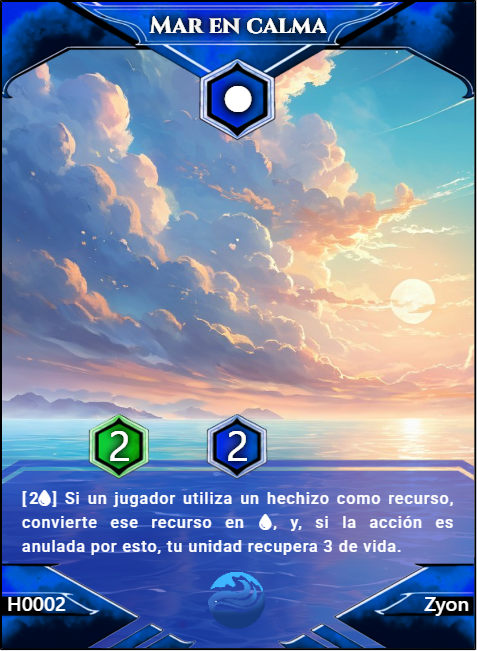 Mar en calma
2 2
[2💧] Si un jugador utiliza un hechizo como recurso,
convierte ese recurso en 💧, y, si la acción es
anulada por esto, tu unidad recupera 3 de vida.
H0002 Zyon